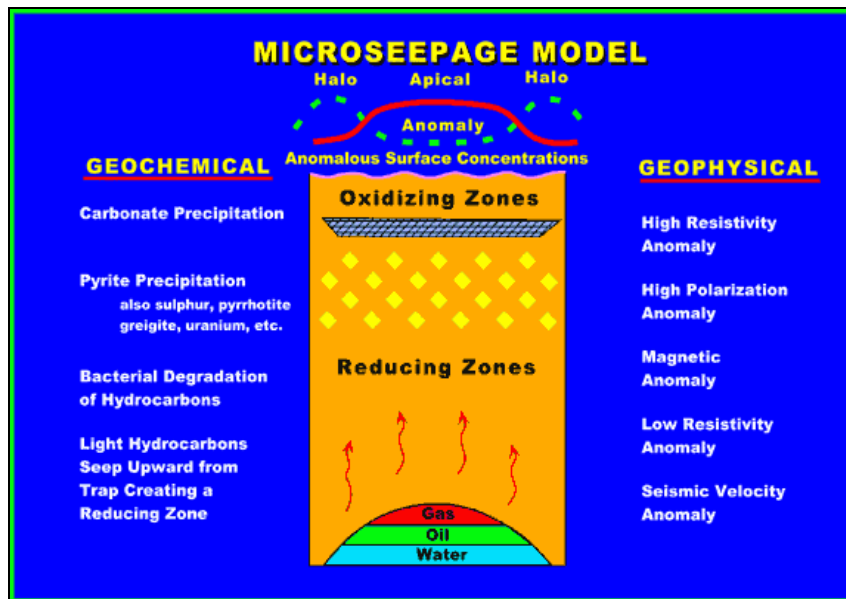 MICROSEEPAGE MODEL
Halo Apical Halo
Anomaly
Anomalous Surface Concentrations
GEOCHEMICAL
Carbonate Precipitation
Pyrite Precipitation
also sulphur, pyrrhotite
greigite, uranium, etc.
Bacterial Degradation
of Hydrocarbons
Light Hydrocarbons
Seep Upward from
Trap Creating a
Reducing Zone
Oxidizing Zones
Reducing Zones
Gas
Oil
Water
GEOPHYSICAL
High Resistivity
Anomaly
High Polarization
Anomaly
Magnetic
Anomaly
Low Resistivity
Anomaly
Seismic Velocity
Anomaly